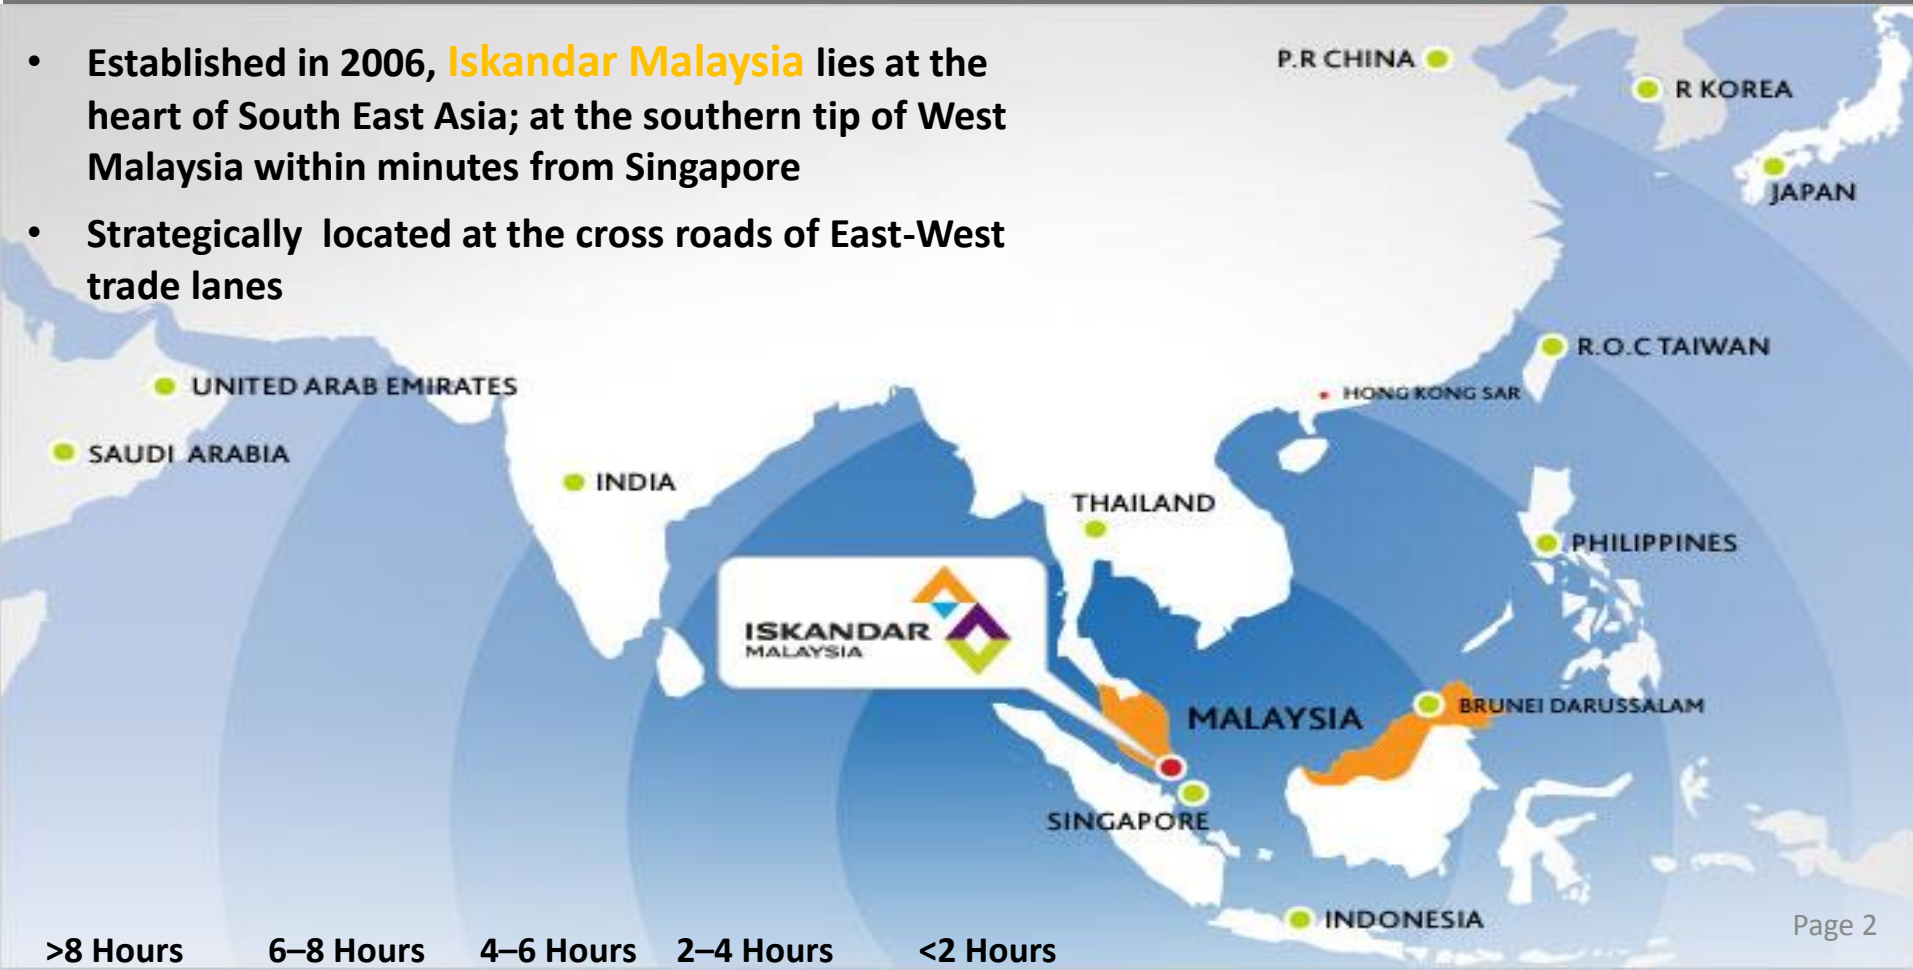 • Established in 2006, Iskandar Malaysia lies at the
heart of South East Asia; at the southern tip of West
Malaysia within minutes from Singapore
• Strategically  located at the cross roads of East-West
trade lanes
P.R CHINA
R KOREA
JAPAN
R.O.C TAIWAN
UNITED ARAB EMIRATES
HONG KONG SAR
SAUDI ARABIA
INDIA
THAILAND
PHILIPPINES
ISKANDAR
MALAYSIA
MALAYSIA
BRUNEI DARUSSALAM
SINGAPORE
INDONESIA
Page 2
>8 Hours 6–8 Hours 4–6 Hours 2–4 Hours <2 Hours